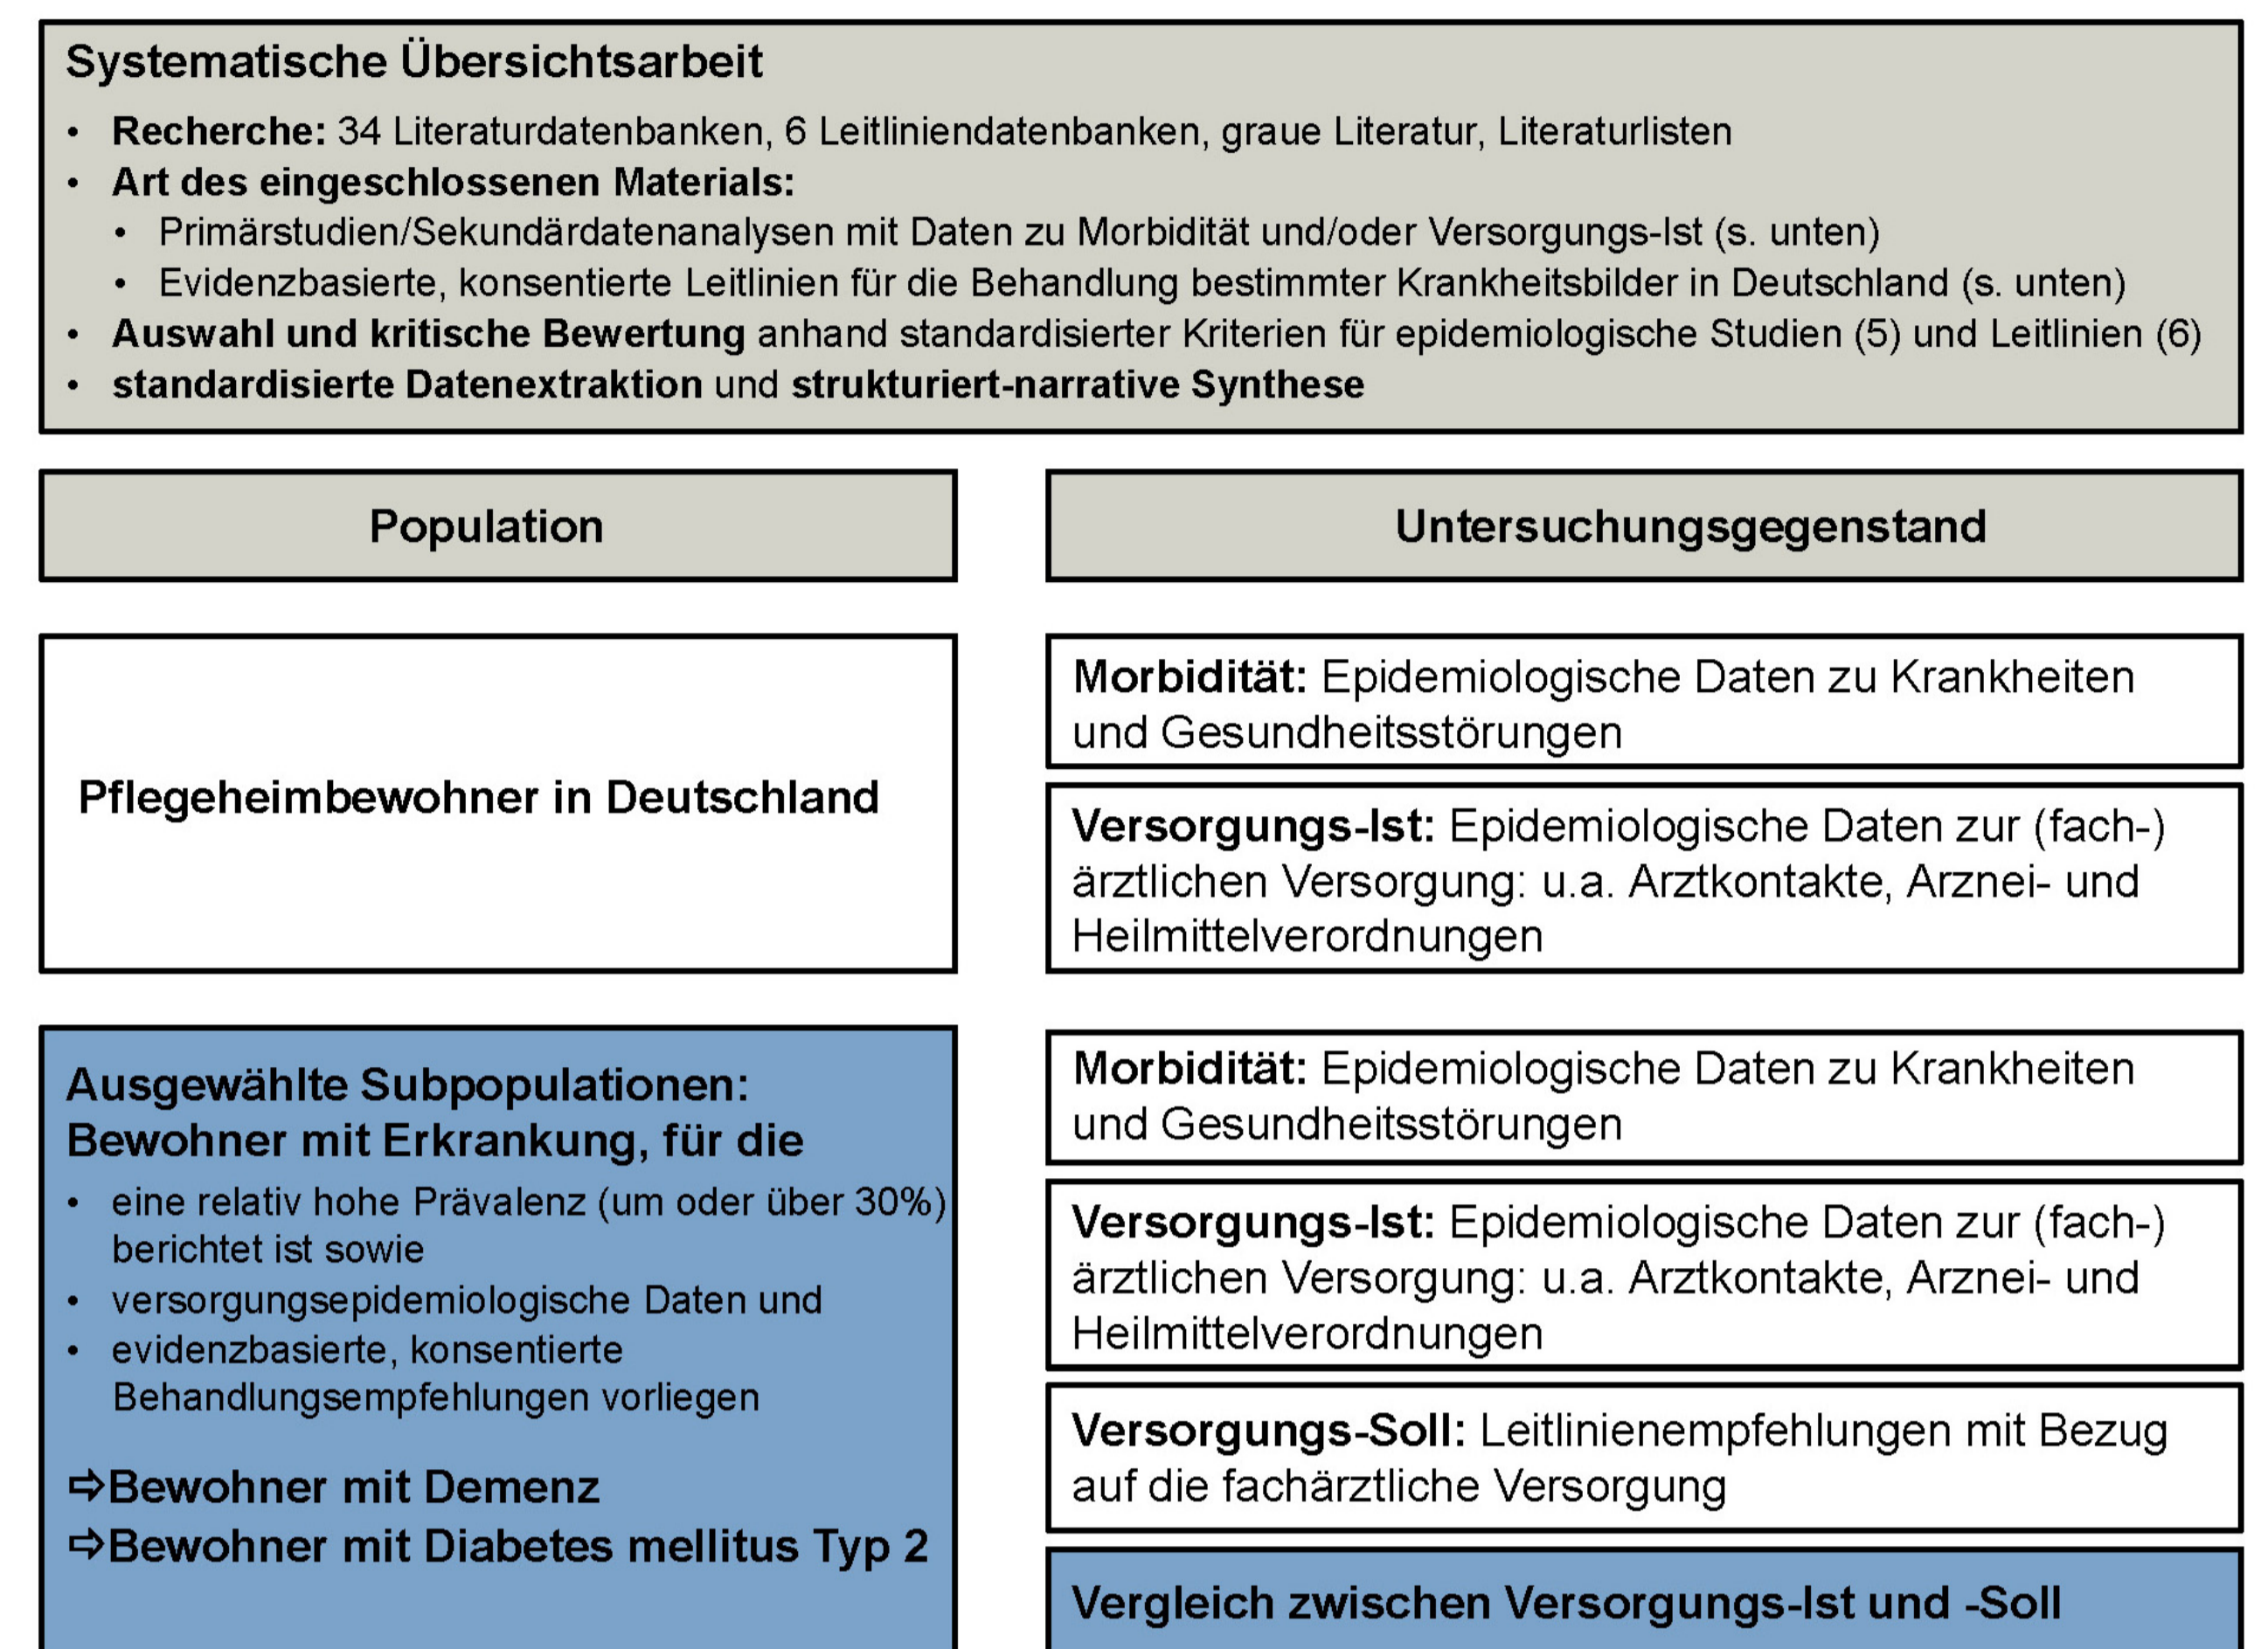 Systematische Übersichtsarbeit
• Recherche: 34 Literaturdatenbanken, 6 Leitliniendatenbanken, graue Literatur, Literaturlisten
• Art des eingeschlossenen Materials:
• Primärstudien/Sekundärdatenanalysen mit Daten zu Morbidität und/oder Versorgungs-Ist (s. unten)
• Evidenzbasierte, konsentierte Leitlinien für die Behandlung bestimmter Krankheitsbilder in Deutschland (s. unten)
• Auswahl und kritische Bewertung anhand standardisierter Kriterien für epidemiologische Studien (5) und Leitlinien (6)
• standardisierte Datenextraktion und strukturiert-narrative Synthese
Population
Untersuchungsgegenstand
Pflegeheimbewohner in Deutschland
Morbidität: Epidemiologische Daten zu Krankheiten
und Gesundheitsstörungen
Versorgungs-Ist: Epidemiologische Daten zur (fach-)
ärztlichen Versorgung: u.a. Arztkontakte, Arznei- und
Heilmittelverordnungen
Ausgewählte Subpopulationen:
Bewohner mit Erkrankung, für die
• eine relativ hohe Prävalenz (um oder über 30%)
berichtet ist sowie
• versorgungsepidemiologische Daten und
• evidenzbasierte, konsentierte
Behandlungsempfehlungen vorliegen
⇨Bewohner mit Demenz
⇨Bewohner mit Diabetes mellitus Typ 2
Morbidität: Epidemiologische Daten zu Krankheiten
und Gesundheitsstörungen
Versorgungs-Ist: Epidemiologische Daten zur (fach-)
ärztlichen Versorgung: u.a. Arztkontakte, Arznei- und
Heilmittelverordnungen
Versorgungs-Soll: Leitlinienempfehlungen mit Bezug
auf die fachärztliche Versorgung
Vergleich zwischen Versorgungs-Ist und -Soll